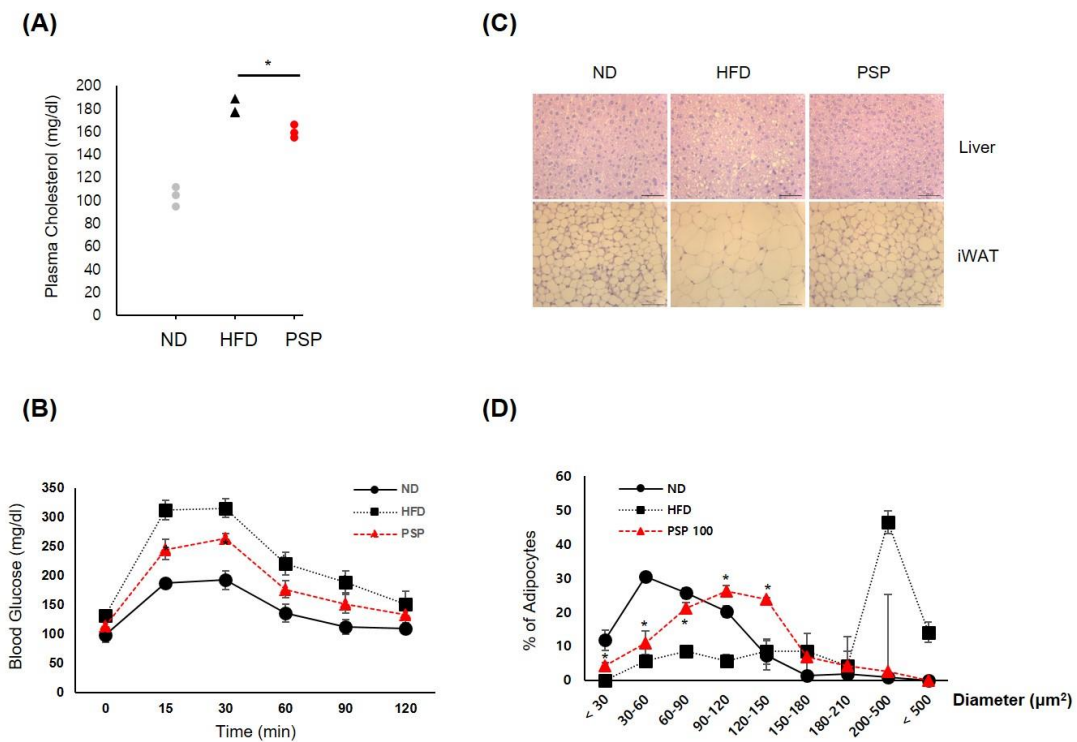 (A)
*
200
180
160
140
120
100
80
60
40
20
0
Plasma Cholesterol (mg/dl)
ND HFD PSP
(C)
ND HFD PSP
Liver
iWAT
(B)
350
300
250
200
150
100
50
0
Blood Glucose (mg/dl)
ND
HFD
PSP
*
*
0 15 30 60 90 120
Time (min)
(D)
60
50
40
30
20
10
0
% of Adipocytes
ND
HFD
PSP 100
* * * * *
< 30 30-60 60-90 90-120 120-150 150-180 180-210 200-500 < 500
Diameter (µm²)